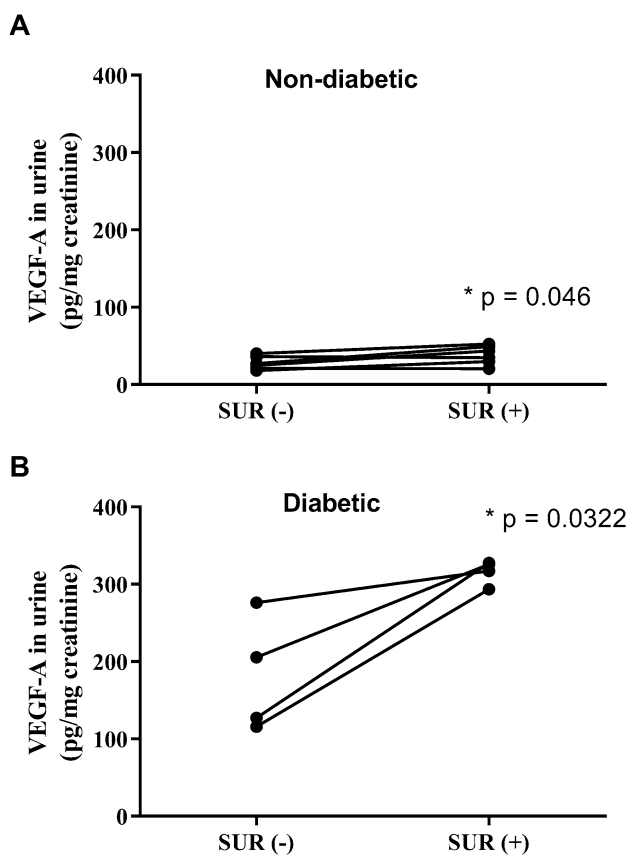 A
Non-diabetic
VEGF-A in urine
(pg/mg creatinine)
400
300
200
100
0
* p = 0.046
SUR (-)
SUR (+)
B
Diabetic
VEGF-A in urine
(pg/mg creatinine)
400
300
200
100
0
* p = 0.0322
SUR (-)
SUR (+)